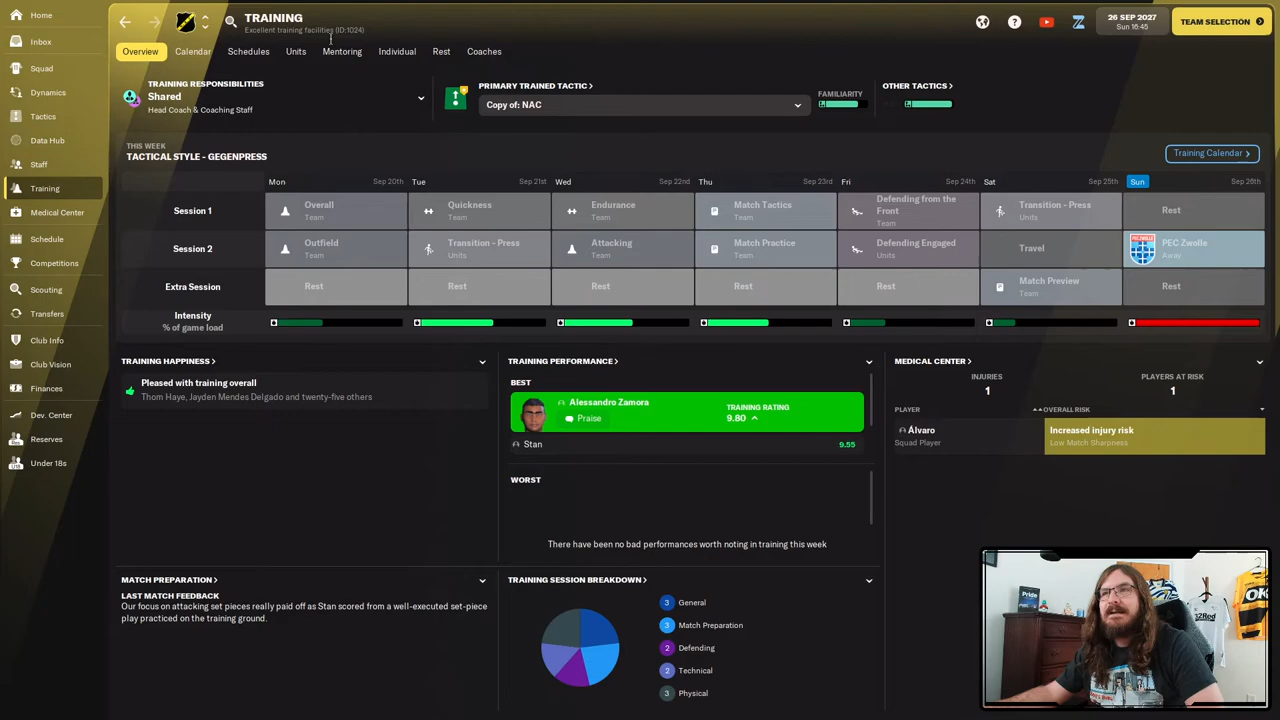 Home
Inbox
Squad
Dynamics
Tactics
Data Hub
Staff
Training
Medical Center
Schedule
Competitions
Scouting
Transfers
Club Info
Club Vision
Finances
Dev. Center
Reserves
Under 18s
TRAINING
Excellent training facilities (ID:1024)
26 SEP 2027
Sun 16:45
TEAM SELECTION
Overview
Calendar
Schedules
Units
Mentoring
Individual
Rest
Coaches
TRAINING RESPONSIBILITIES
Shared
Head Coach & Coaching Staff
PRIMARY TRAINED TACTIC
Copy of: NAC
FAMILIARITY
OTHER TACTICS
THIS WEEK
TACTICAL STYLE - GEGENPRESS
Training Calendar
Mon Sep 20th
Tue Sep 21st
Wed Sep 22nd
Thu Sep 23rd
Fri Sep 24th
Sat Sep 25th
Sun Sep 26th
Session 1
Overall
Team
Quickness
Team
Endurance
Team
Match Tactics
Team
Defending from the
Front
Team
Transition - Press
Units
Rest
Session 2
Outfield
Team
Transition - Press
Units
Attacking
Team
Match Practice
Team
Defending Engaged
Units
Travel
PEC Zwolle
Away
Extra Session
Rest
Rest
Rest
Rest
Rest
Match Preview
Team
Rest
Intensity
% of game load
TRAINING HAPPINESS
Pleased with training overall
Thom Haye, Jayden Mendes Delgado and twenty-five others
TRAINING PERFORMANCE
BEST
Alessandro Zamora
Praise
TRAINING RATING
9.80
Stan
9.55
WORST
There have been no bad performances worth noting in training this week
MEDICAL CENTER
INJURIES
1
PLAYERS AT RISK
1
PLAYER
OVERALL RISK
Álvaro
Squad Player
Increased injury risk
Low Match Sharpness
MATCH PREPARATION
LAST MATCH FEEDBACK
Our focus on attacking set pieces really paid off as Stan scored from a well-executed set-piece
play practiced on the training ground.
TRAINING SESSION BREAKDOWN
3 General
3 Match Preparation
2 Defending
2 Technical
3 Physical
Pride